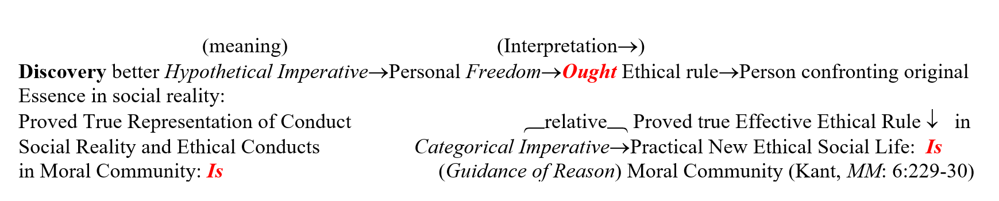 (meaning) (Interpretation→)
Discovery better Hypothetical Imperative→Personal Freedom→Ought Ethical rule→Person confronting original
Essence in social reality:
Proved True Representation of Conduct relative Proved true Effective Ethical Rule ↓ in
Social Reality and Ethical Conducts Categorical Imperative→Practical New Ethical Social Life: Is
in Moral Community: Is (Guidance of Reason) Moral Community (Kant, MM: 6:229-30)